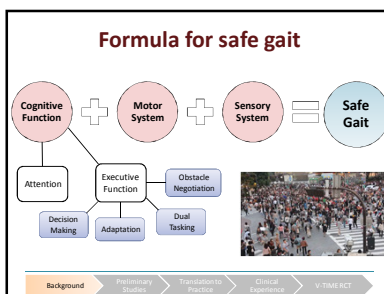 Formula for safe gait
Cognitive
Function
Motor
System
Sensory
System
Safe
Gait
Attention
Executive
Function
Obstacle
Negotiation
Decision
Making
Adaptation
Dual
Tasking
Background
Preliminary
Studies
Translation to
Practice
Clinical
Experience
V-TIME RCT